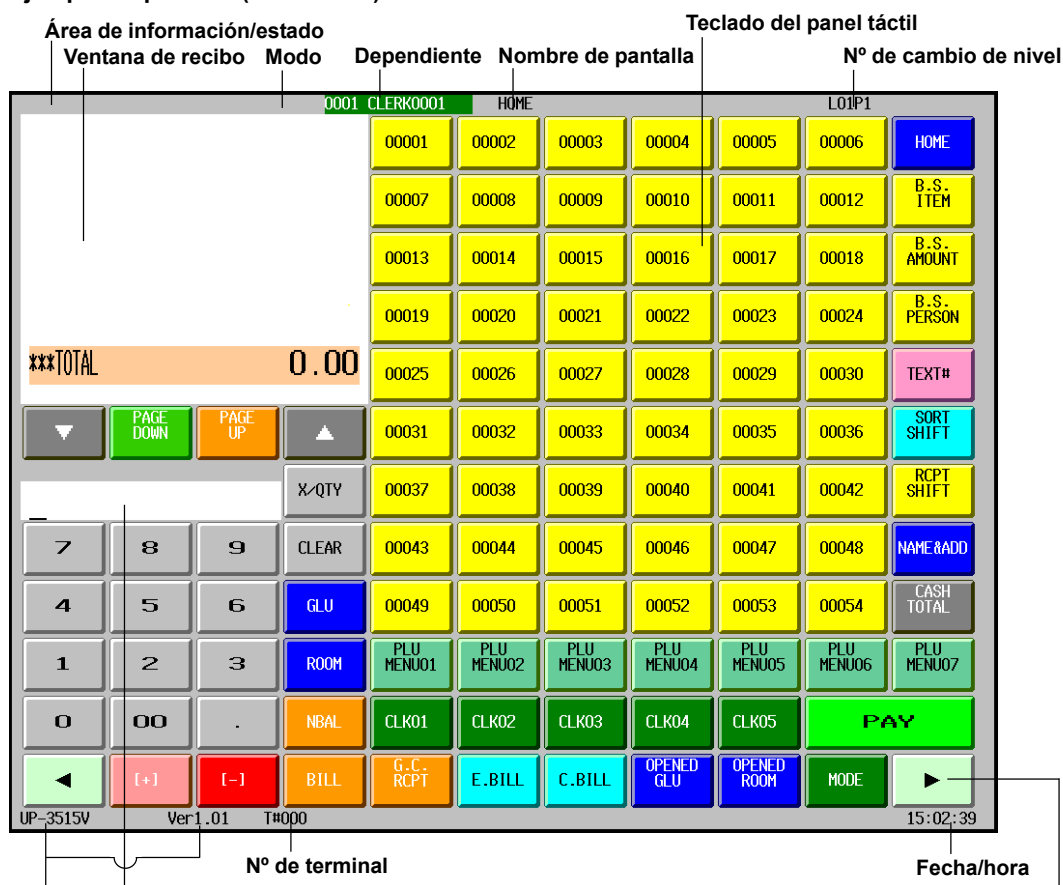 Área de información/estado
Teclado del panel táctil
Ventana de recibo Modo Dependiente Nombre de pantalla Nº de cambio de nivel
0001 CLERK0001 HOME L01P1
00001 00002 00003 00004 00005 00006 HOME
00007 00008 00009 00010 00011 00012 B.S. ITEM
00013 00014 00015 00016 00017 00018 B.S. AMOUNT
00019 00020 00021 00022 00023 00024 B.S. PERSON
***TOTAL 0.00
00025 00026 00027 00028 00029 00030 TEXT#
PAGE DOWN PAGE UP
00031 00032 00033 00034 00035 00036 SORT SHIFT
X/QTY 00037 00038 00039 00040 00041 00042 RCPT SHIFT
7 8 9 CLEAR 00043 00044 00045 00046 00047 00048 NAME&ADD
4 5 6 GLU 00049 00050 00051 00052 00053 00054 CASH TOTAL
1 2 3 ROOM PLU MENU01 PLU MENU02 PLU MENU03 PLU MENU04 PLU MENU05 PLU MENU06 PLU MENU07
0 00 . NBAL CLK01 CLK02 CLK03 CLK04 CLK05 PAY
[+] [-] BILL G.C. RCPT E.BILL C.BILL OPENED GLU OPENED ROOM MODE
UP-3515V Ver1.01 T#000 15:02:39
Nº de terminal Fecha/hora